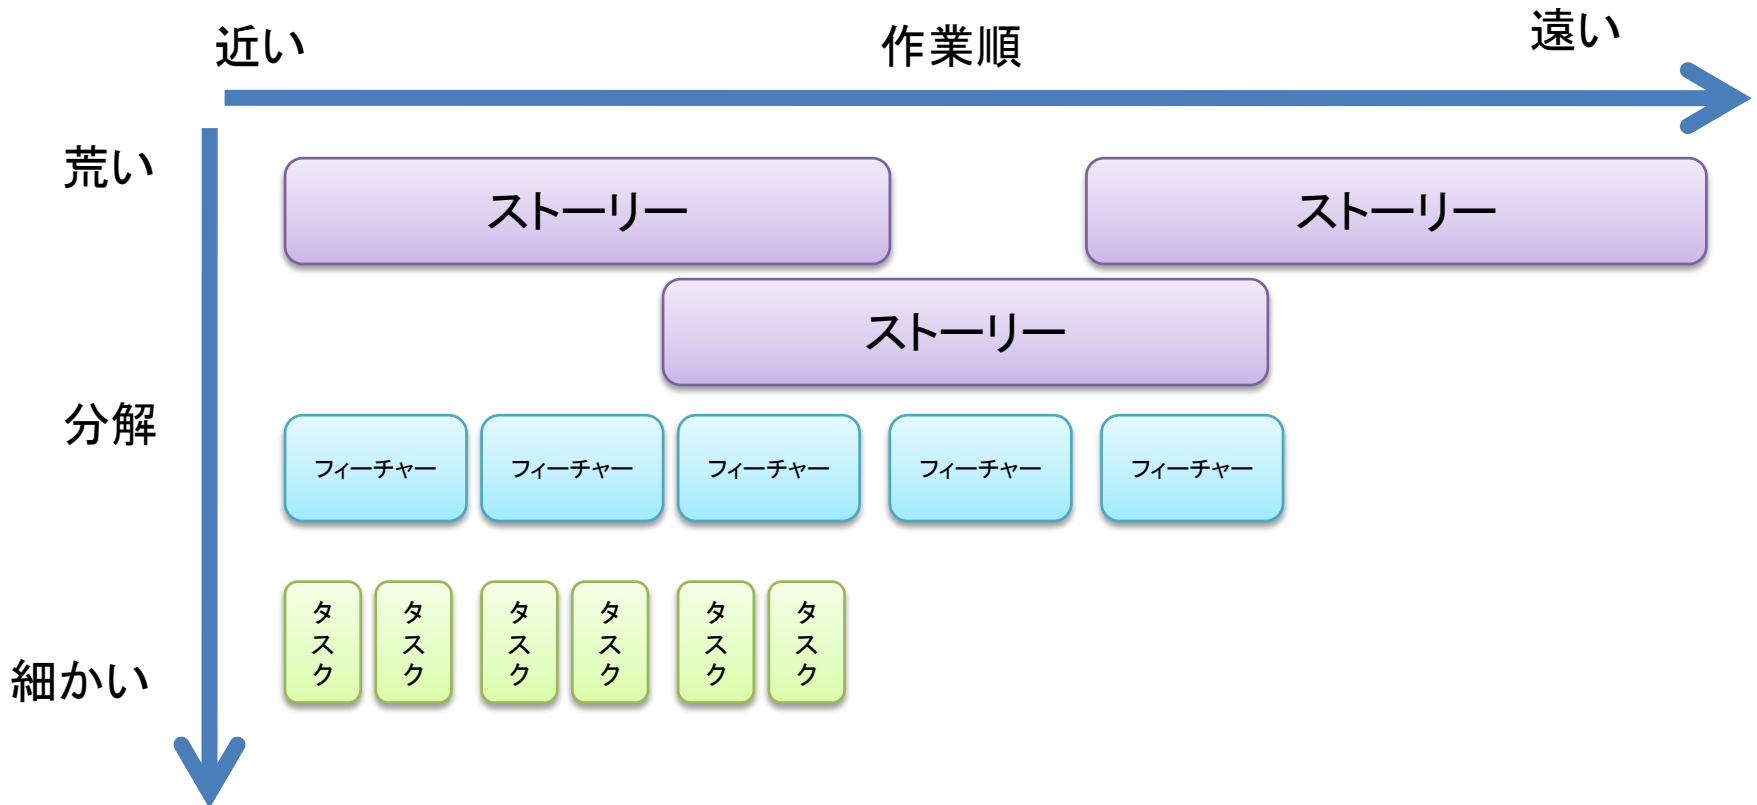 近い
作業順
遠い
荒い
ストーリー
ストーリー
ストーリー
分解
フィーチャー
フィーチャー
フィーチャー
フィーチャー
フィーチャー
細かい
タスク
タスク
タスク
タスク
タスク
タスク